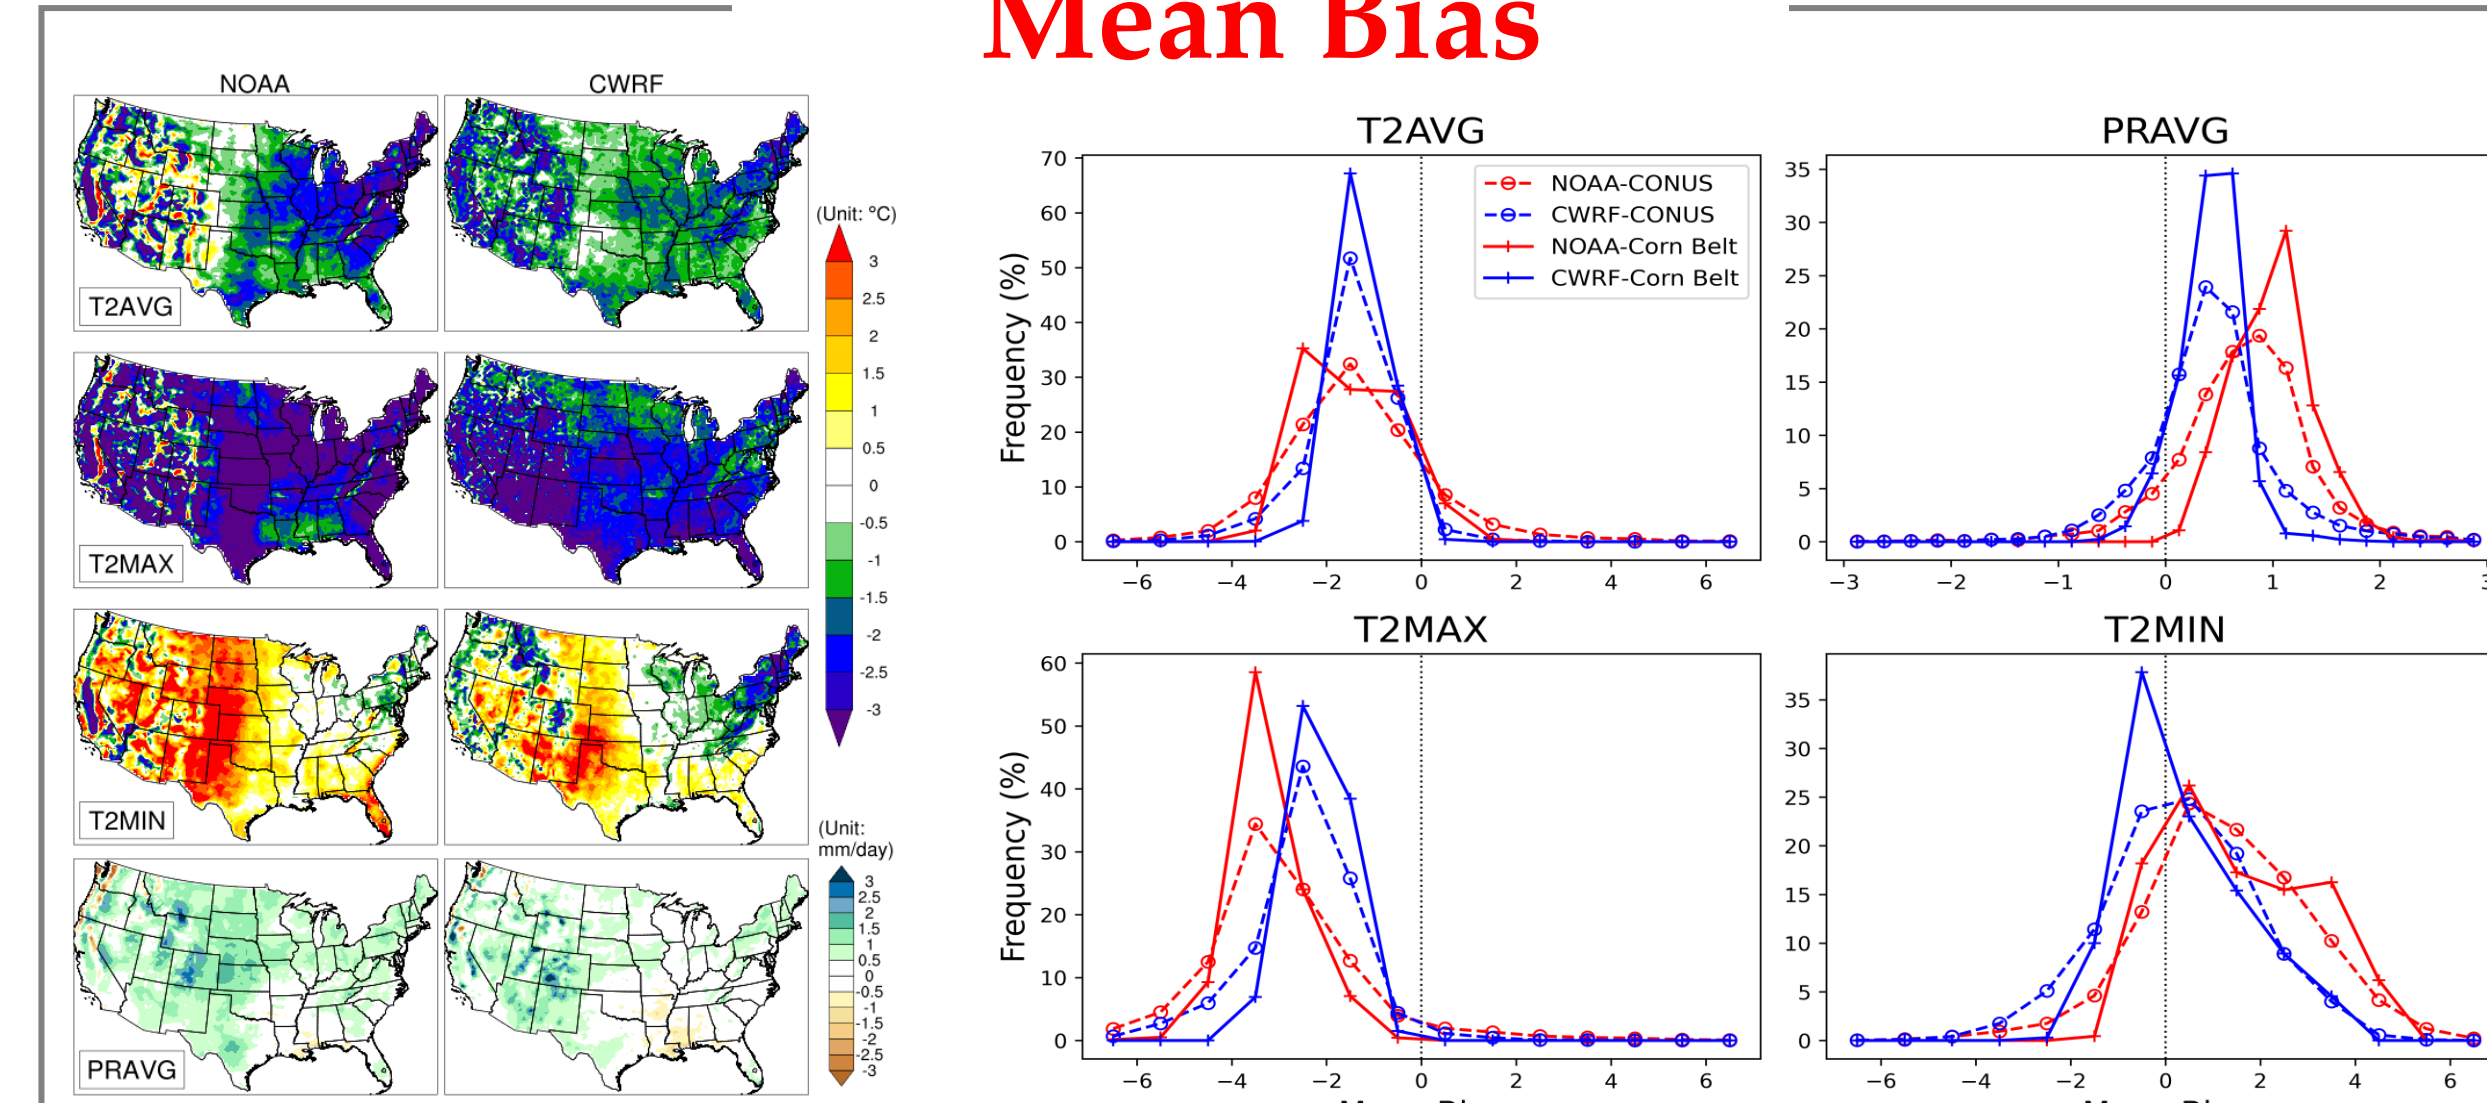 Mean Bias
NOAA
CWRF
T2AVG
T2MAX
T2MIN
PRAVG
(Unit: °C)
3
2.5
2
1.5
1
0.5
0
-0.5
-1
-1.5
-2
-2.5
-3
(Unit:
mm/day)
3
2.5
2
1.5
1
0.5
0
-0.5
-1
-1.5
-2
-2.5
-3
T2AVG
Frequency (%)
70
60
50
40
30
20
10
0
−6 −4 −2 0 2 4 6
NOAA-CONUS
CWRF-CONUS
NOAA-Corn Belt
CWRF-Corn Belt
PRAVG
35
30
25
20
15
10
5
0
−3 −2 −1 0 1 2 3
T2MAX
Frequency (%)
60
50
40
30
20
10
0
−6 −4 −2 0 2 4 6
T2MIN
35
30
25
20
15
10
5
0
−6 −4 −2 0 2 4 6